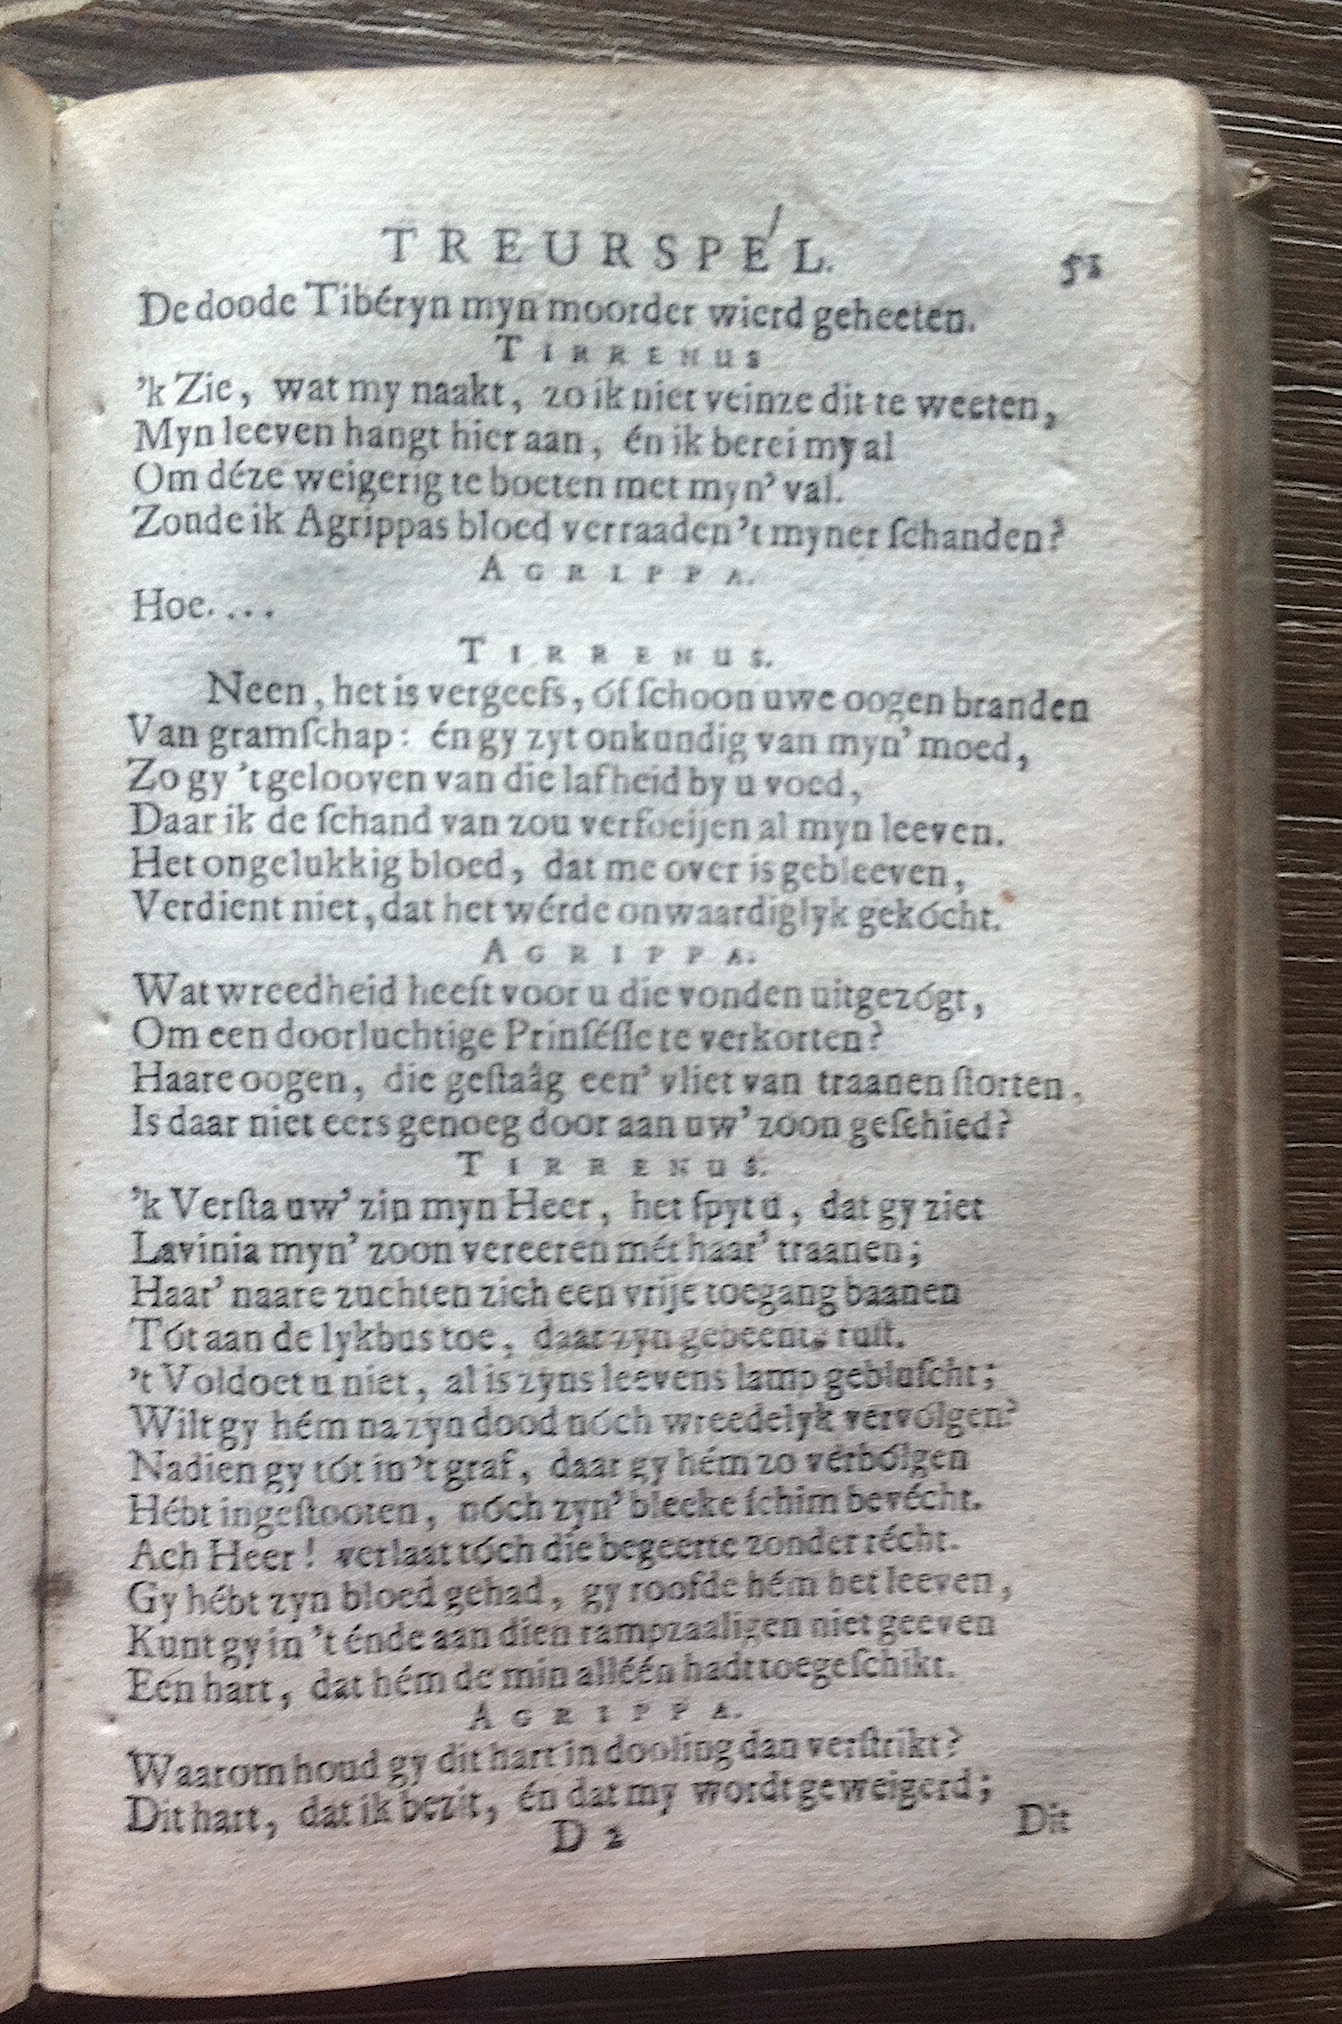 TREURSPEL. 51
De doode Tibéryn myn moorder wierd geheeten.
TIRRENUS
’k Zie, wat my naakt, zo ik niet veinze dit te weeten,
Myn leeven hangt hier aan, én ik berei my al
Om déze weigerig te boeten met myn’ val.
Zonde ik Agrippas bloed verraaden ’t myner ſchanden?
AGRIPPA.
Hoe....
TIRRENUS.
Neen, het is vergeefs, óf ſchoon uwe oogen branden
Van gramſchap: én gy zyt onkundig van myn’ moed,
Zo gy ’t gelooven van die lafheid by u voed,
Daar ik de ſchand van zou verfoeijen al myn leeven.
Het ongelukkig bloed, dat me over is gebleeven,
Verdient niet, dat het wérde onwaardiglyk gekócht.
AGRIPPA.
Wat wreedheid heeft voor u die vonden uitgezógt,
Om een doorluchtige Prinſéſſe te verkorten?
Haare oogen, die geſtaâg een’ vliet van traanen ſtorten,
Is daar niet eers genoeg door aan uw’ zoon geſchied?
TIRRENUS.
’k Verſta uw’ zin myn Heer, het ſpyt u, dat gy ziet
Lavinia myn’ zoon vereeren mét haar’ traanen;
Haar’ naare zuchten zich een vrije toegang baanen
Tót aan de lykbus toe, daar zyn gebeente ruſt.
’t Voldoet u niet, al is zyns leevens lamp gebluſcht;
Wilt gy hém na zyn dood nóch wreedelyk vervólgen?
Nadien gy tót in ’t graf, daar gy hém zo verbólgen
Hébt ingeſtooten, nóch zyn’ bleeke ſchim bevécht.
Ach Heer! verlaat tóch die begeerte zonder récht.
Gy hébt zyn bloed gehad, gy roofde hém het leeven,
Kunt gy in ’t énde aan dien rampzaaligen niet geeven
Eén hart, dat hém de min alléén hadt toegeſchikt.
AGRIPPA.
Waarom houd gy dit hart in dooling dan verſtrikt?
Dit hart, dat ik bezit, én dat my wordt geweigerd;
D 2 Dit